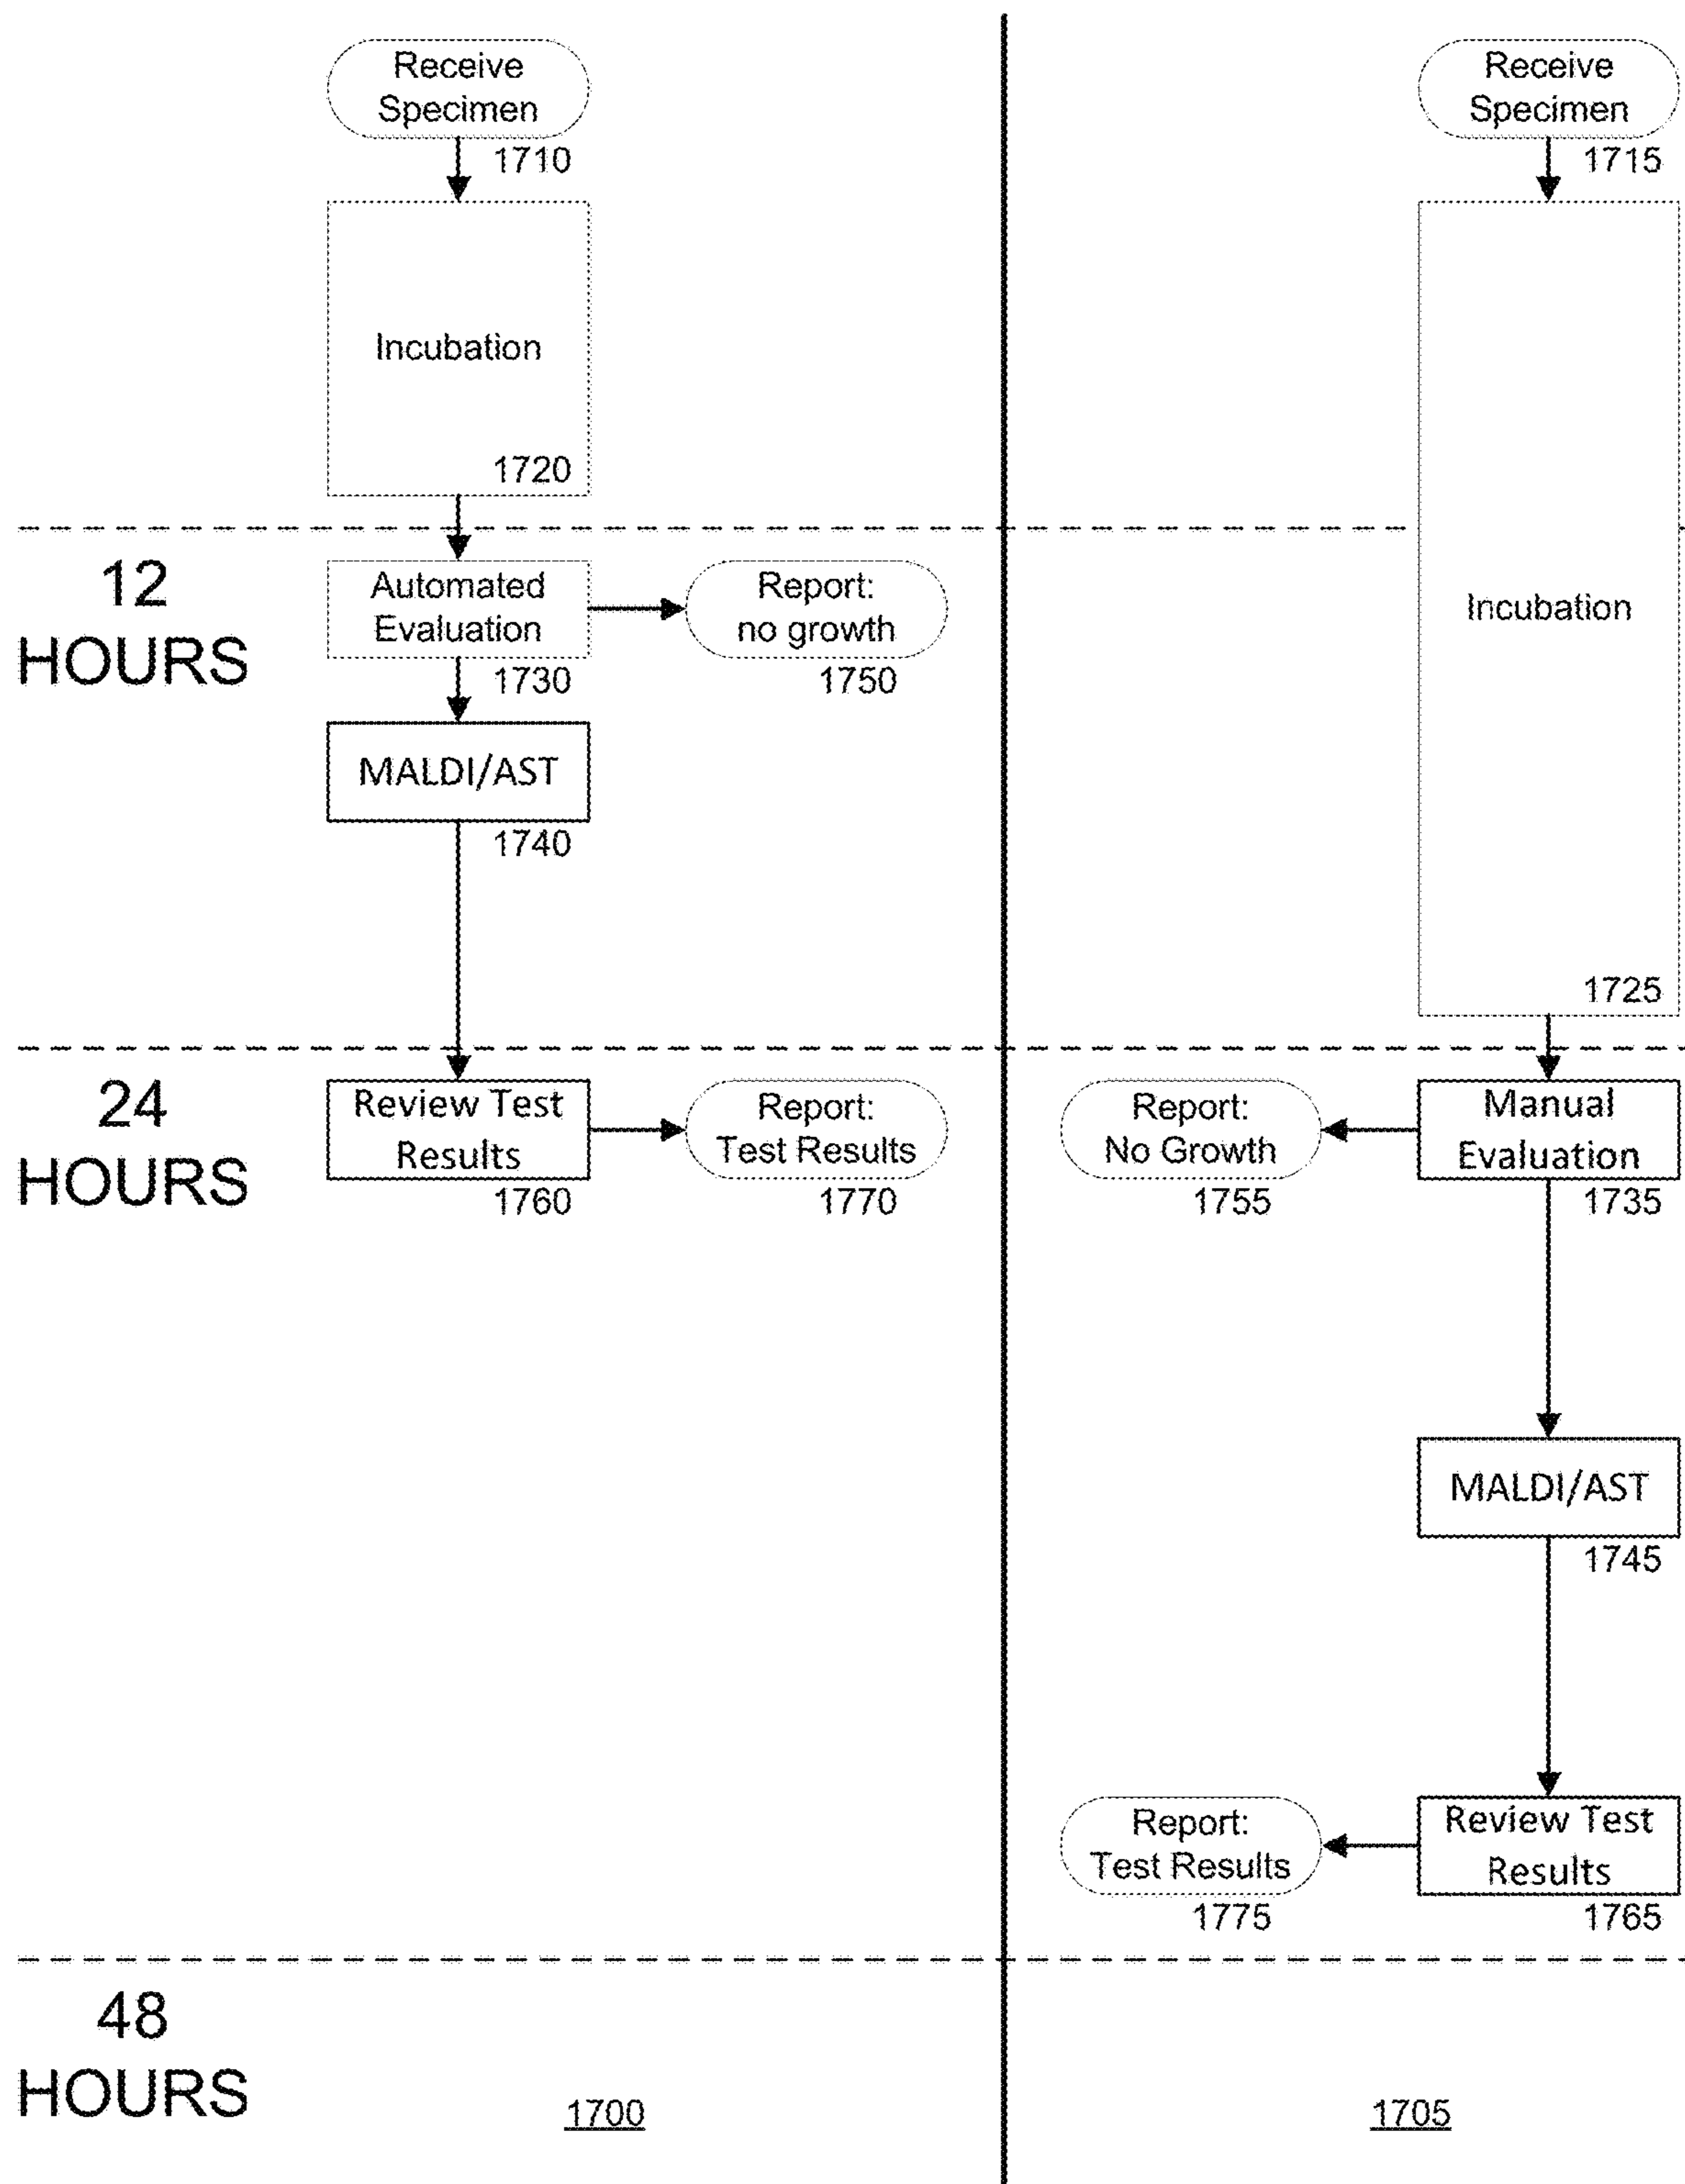 Receive
Specimen
1710
Incubation
1720
12
HOURS
Automated
Evaluation
1730
Report:
no growth
1750
MALDI/AST
1740
24
HOURS
Review Test
Results
1760
Report:
Test Results
1770
48
HOURS
1700
Receive
Specimen
1715
Incubation
1725
Report:
No Growth
1755
Manual
Evaluation
1735
MALDI/AST
1745
Report:
Test Results
1775
Review Test
Results
1765
1705